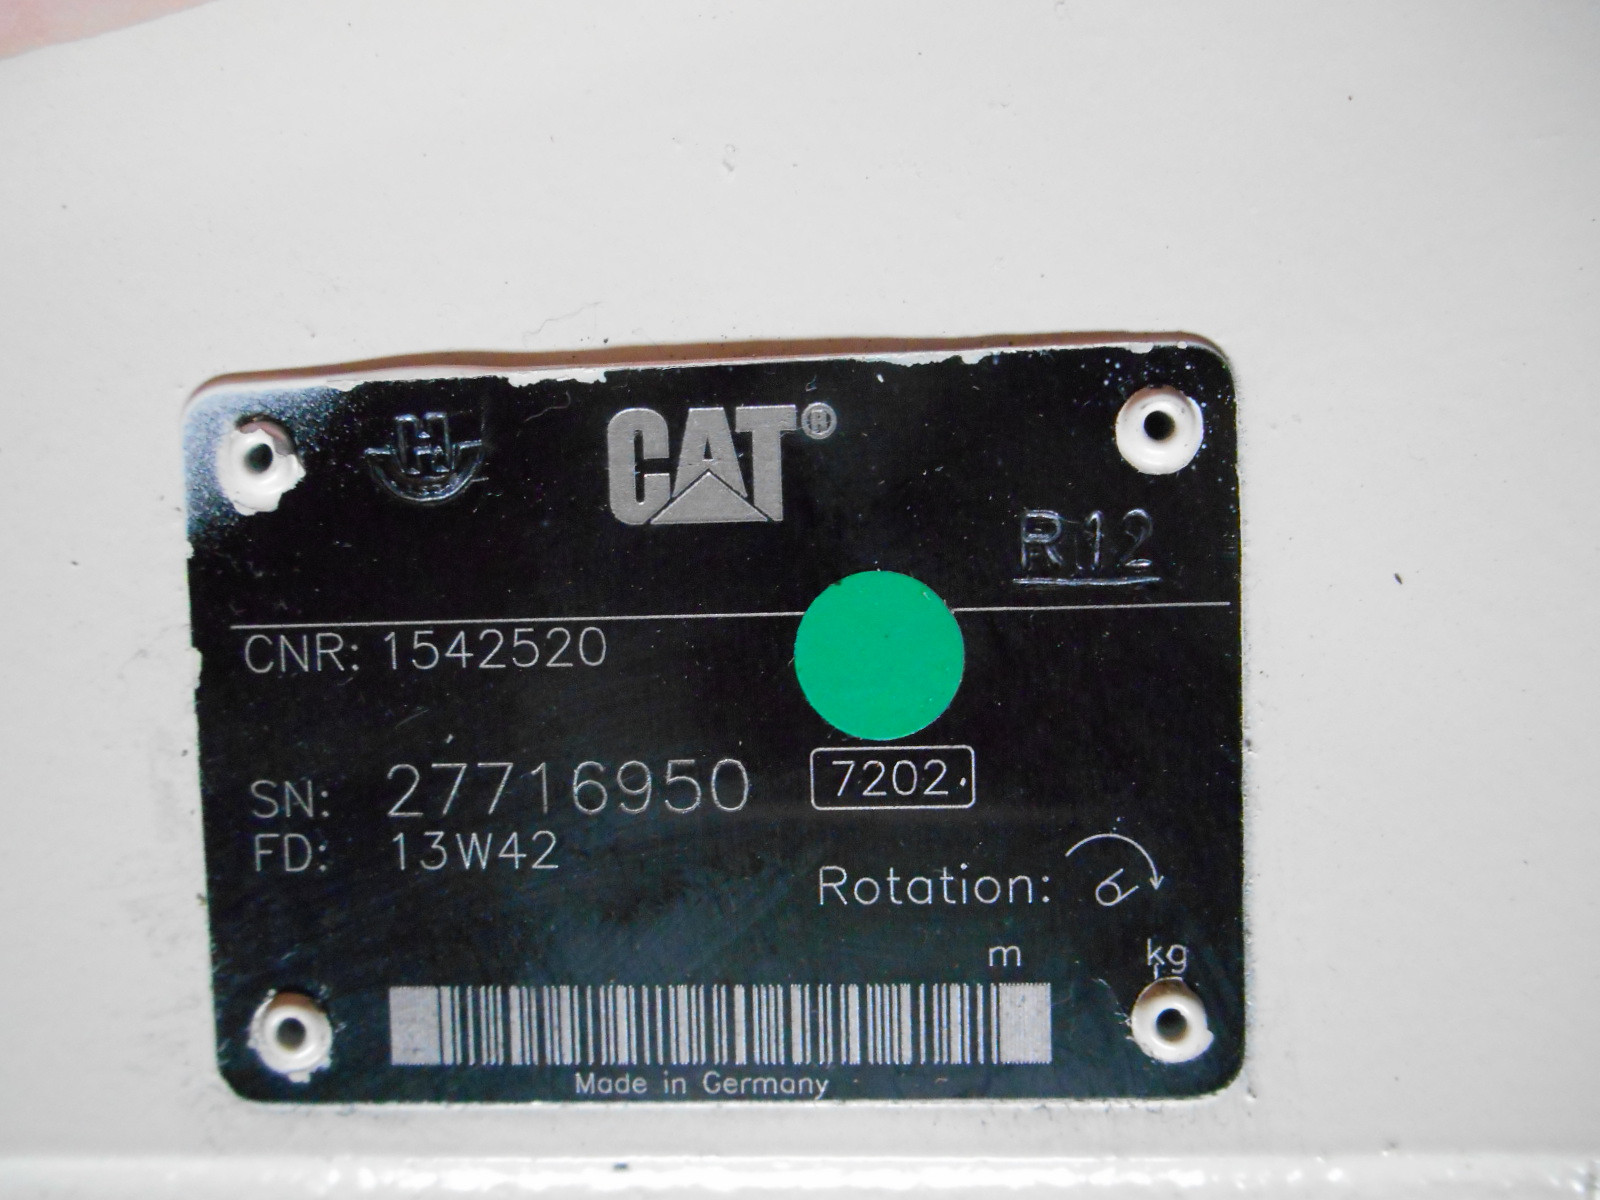 H
CAT®
R12
CNR: 1542520
SN: 27716950 7202.
FD: 13W42
Rotation:
m kg
Made in Germany